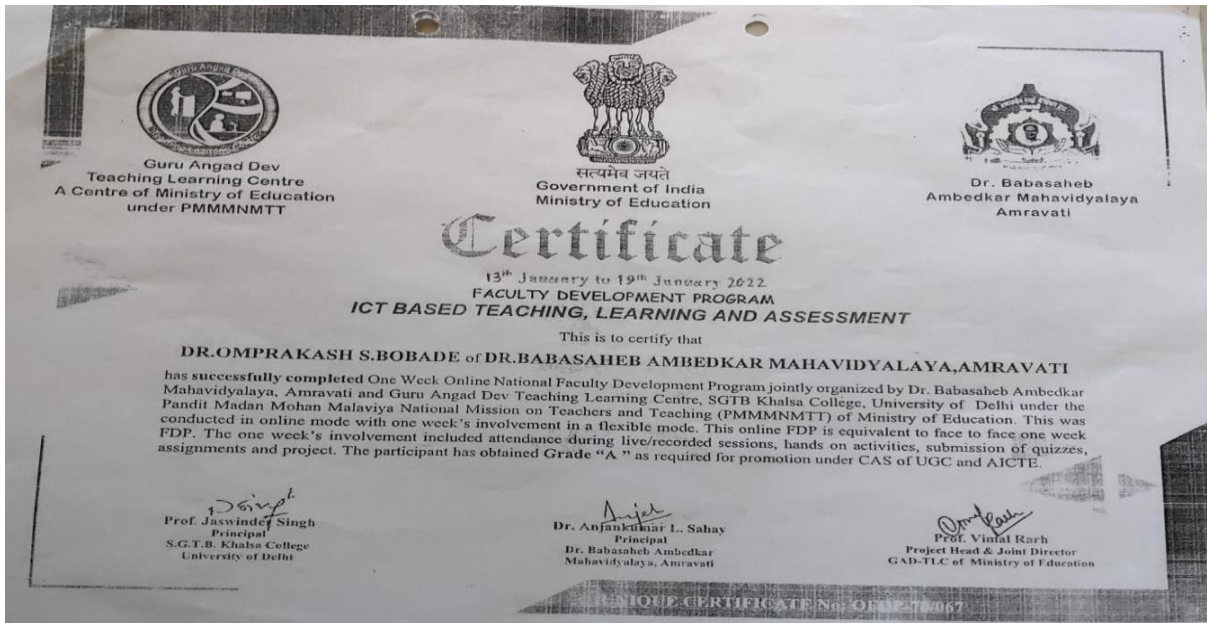 Guru Angad Dev
Teaching Learning Centre
Guru Angad Dev
Teaching Learning Centre
A Centre of Ministry of Education
under PMMMNMTT
सत्यमेव जयते
Government of India
Ministry of Education
Dr. Babasaheb
Ambedkar Mahavidyalaya
Amravati
Certificate
13th January to 19th January 2022
FACULTY DEVELOPMENT PROGRAM
ICT BASED TEACHING, LEARNING AND ASSESSMENT
This is to certify that
DR.OMPRAKASH S.BOBADE of DR.BABASAHEB AMBEDKAR MAHAVIDYALAYA,AMRAVATI
has successfully completed One Week Online National Faculty Development Program jointly organized by Dr. Babasaheb Ambedkar
Mahavidyalaya, Amravati and Guru Angad Dev Teaching Learning Centre, SGTB Khalsa College, University of Delhi under the
Pandit Madan Mohan Malaviya National Mission on Teachers and Teaching (PMMMNMTT) of Ministry of Education. This was
conducted in online mode with one week's involvement in a flexible mode. This online FDP is equivalent to face to face one week
FDP. The one week's involvement included attendance during live/recorded sessions, hands on activities, submission of quizzes,
assignments and project. The participant has obtained Grade "A " as required for promotion under CAS of UGC and AICTE.
Prof. Jaswinder Singh
Principal
S.G.T.B. Khalsa College
University of Delhi
Dr. Anjankumar L. Sahay
Principal
Dr. Babasaheb Ambedkar
Mahavidyalaya, Amravati
Prof. Vimal Rarh
Project Head & Joint Director
GAD-TLC of Ministry of Education
UNIQUE CERTIFICATE No: OFDP-70/067